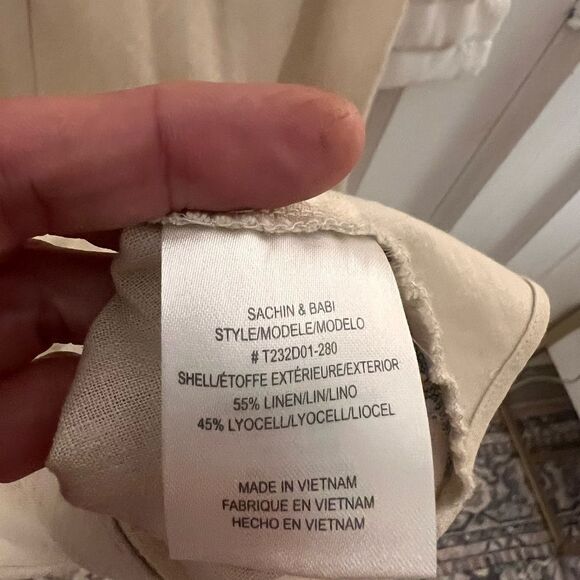 SACHIN & BABI
STYLE/MODELE/MODELO
# T232D01-280
SHELL/ÉTOFFE EXTÉRIEURE/EXTERIOR
55% LINEN/LIN/LINO
45% LYOCELL/LYOCELL/LIOCEL
MADE IN VIETNAM
FABRIQUE EN VIETNAM
HECHO EN VIETNAM